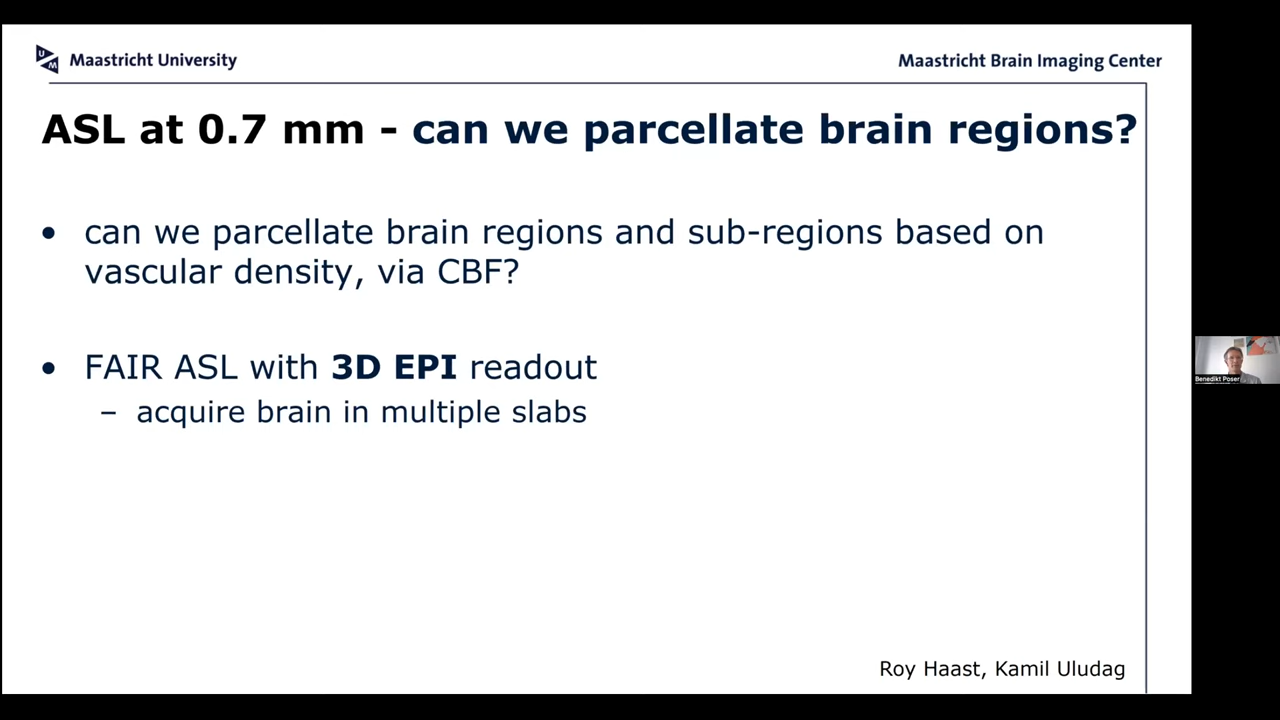 Maastricht University
Maastricht Brain Imaging Center
ASL at 0.7 mm - can we parcellate brain regions?
• can we parcellate brain regions and sub-regions based on
vascular density, via CBF?
• FAIR ASL with 3D EPI readout
– acquire brain in multiple slabs
Benedikt Poser
Roy Haast, Kamil Uludag